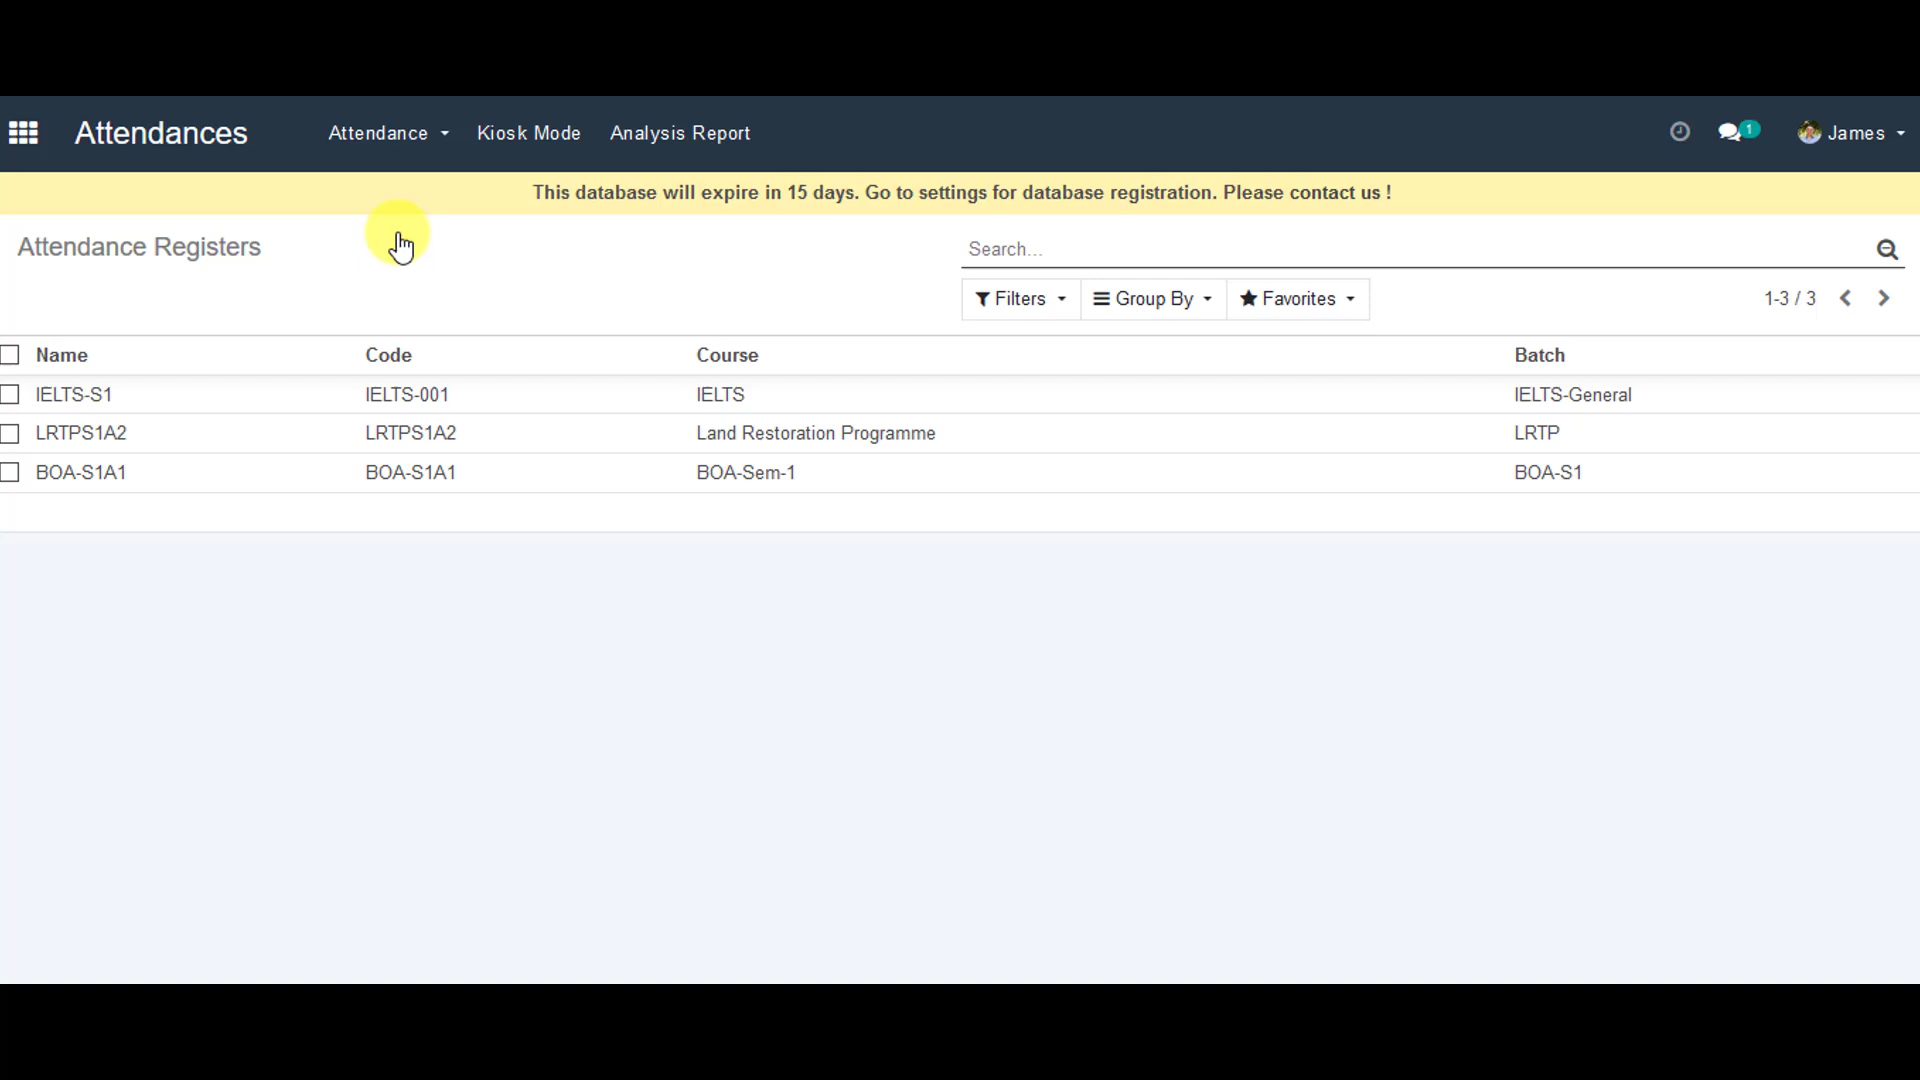 Attendances Attendance Kiosk Mode Analysis Report 1 James
This database will expire in 15 days. Go to settings for database registration. Please contact us !
Attendance Registers
Search...
Filters Group By Favorites 1-3 / 3
Name Code Course Batch
IELTS-S1 IELTS-001 IELTS IELTS-General
LRTPS1A2 LRTPS1A2 Land Restoration Programme LRTP
BOA-S1A1 BOA-S1A1 BOA-Sem-1 BOA-S1